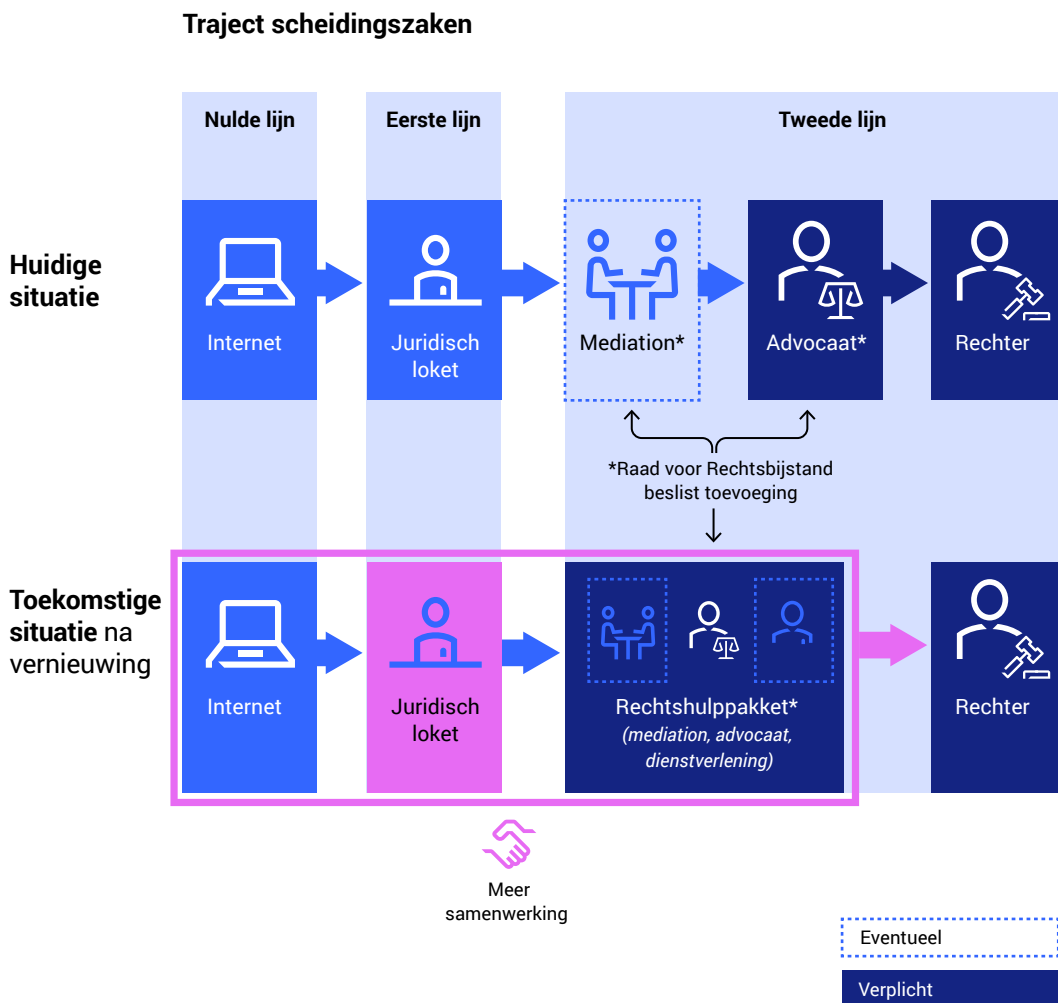 Traject scheidingszaken
Nulde lijn
Eerste lijn
Tweede lijn
Huidige
situatie
Internet
Juridisch
loket
Mediation*
Advocaat*
Rechter
*Raad voor Rechtsbijstand
beslist toevoeging
Toekomstige
situatie na
vernieuwing
Internet
Juridisch
loket
Rechtshulppakket*
(mediation, advocaat,
dienstverlening)
Rechter
Meer
samenwerking
Eventueel
Verplicht